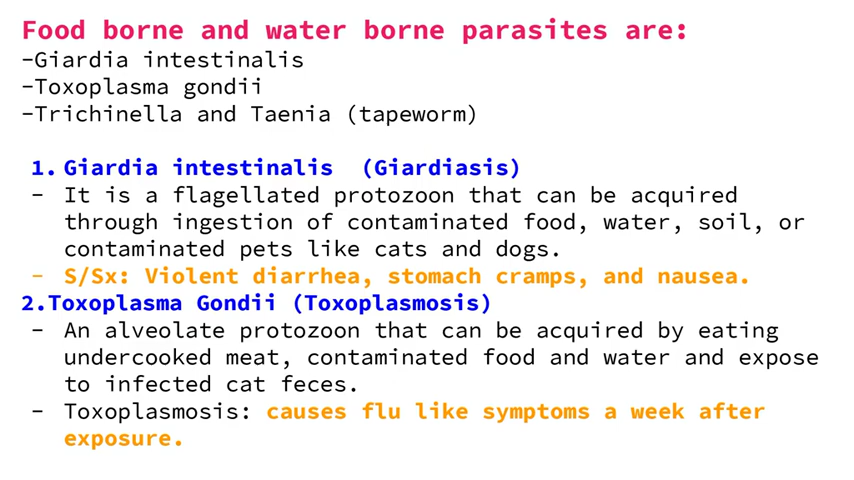 Food borne and water borne parasites are:
-Giardia intestinalis
-Toxoplasma gondii
-Trichinella and Taenia (tapeworm)
1. Giardia intestinalis (Giardiasis)
- It is a flagellated protozoon that can be acquired
through ingestion of contaminated food, water, soil, or
contaminated pets like cats and dogs.
- S/Sx: Violent diarrhea, stomach cramps, and nausea.
2.Toxoplasma Gondii (Toxoplasmosis)
- An alveolate protozoon that can be acquired by eating
undercooked meat, contaminated food and water and expose
to infected cat feces.
- Toxoplasmosis: causes flu like symptoms a week after
exposure.